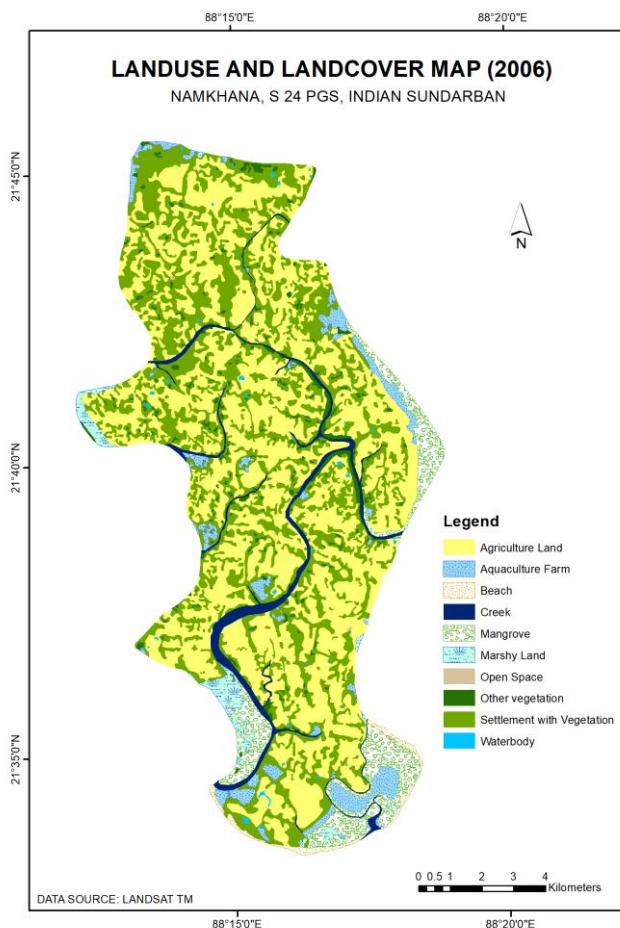 88°15'0"E 88°20'0"E
LANDUSE AND LANDCOVER MAP (2006)
NAMKHANA, S 24 PGS, INDIAN SUNDARBAN
21°45'0"N
N
21°40'0"N
Legend
Agriculture Land
Aquaculture Farm
Beach
Creek
Mangrove
Marshy Land
Open Space
Other vegetation
Settlement with Vegetation
Waterbody
21°35'0"N
0 0.5 1 2 3 4
Kilometers
DATA SOURCE: LANDSAT TM
88°15'0"E 88°20'0"E